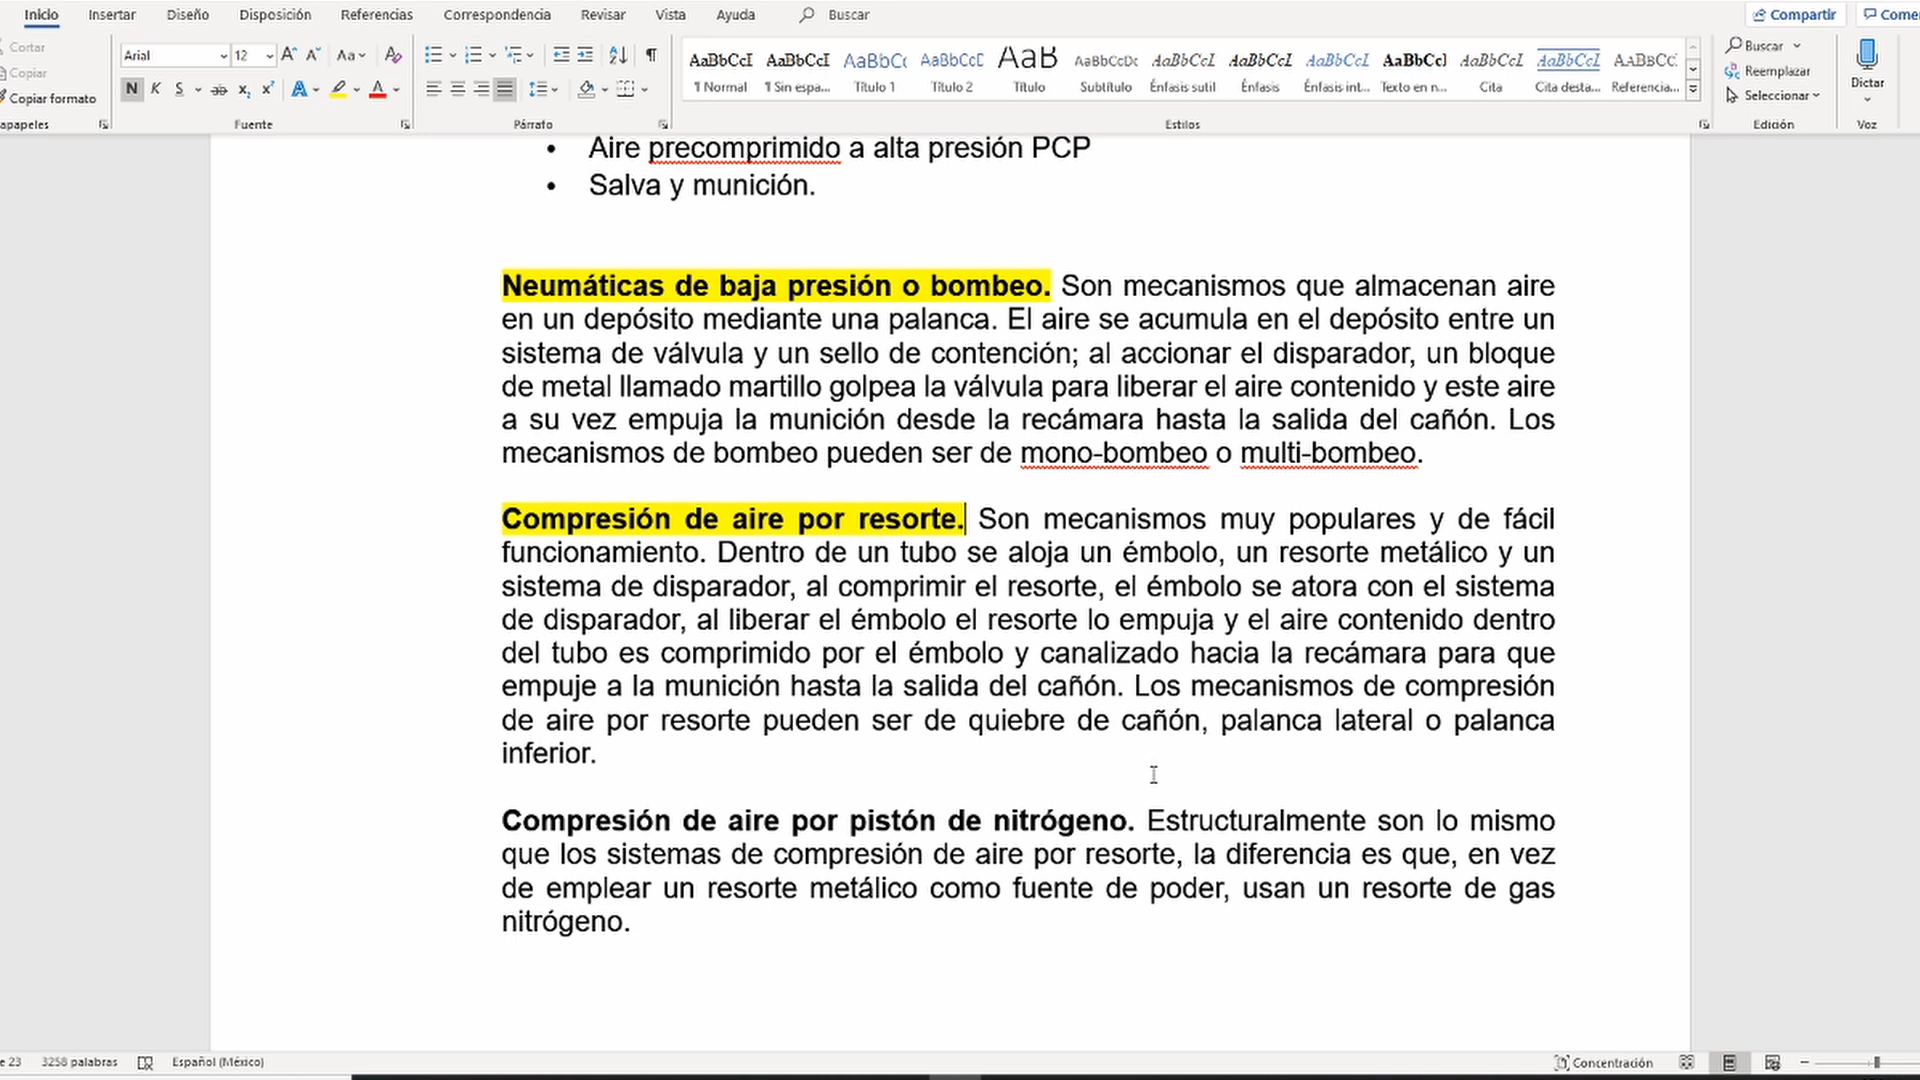 Inicio Insertar Diseño Disposición Referencias Correspondencia Revisar Vista Ayuda Buscar Compartir Comen
Cortar
Copiar
Copiar formato
apapeles
Arial 12
Aa
N K S ab x₂ x²
A A
Fuente
Párrafo
AaBbCcI AaBbCcI AaBbCc AaBbCcD AaB AaBbCcDc AaBbCcI AaBbCcI AaBbCcI AaBbCcI AaBbCcI AaBbCcI AABBCC
¶ Normal ¶ Sin espa... Título 1 Título 2 Título Subtítulo Énfasis sutil Énfasis Énfasis int... Texto en n... Cita Cita desta... Referencia...
Estilos
Buscar
Reemplazar
Seleccionar
Edición
Dictar
Voz
• Aire precomprimido a alta presión PCP
• Salva y munición.
Neumáticas de baja presión o bombeo. Son mecanismos que almacenan aire
en un depósito mediante una palanca. El aire se acumula en el depósito entre un
sistema de válvula y un sello de contención; al accionar el disparador, un bloque
de metal llamado martillo golpea la válvula para liberar el aire contenido y este aire
a su vez empuja la munición desde la recámara hasta la salida del cañón. Los
mecanismos de bombeo pueden ser de mono-bombeo o multi-bombeo.
Compresión de aire por resorte. Son mecanismos muy populares y de fácil
funcionamiento. Dentro de un tubo se aloja un émbolo, un resorte metálico y un
sistema de disparador, al comprimir el resorte, el émbolo se atora con el sistema
de disparador, al liberar el émbolo el resorte lo empuja y el aire contenido dentro
del tubo es comprimido por el émbolo y canalizado hacia la recámara para que
empuje a la munición hasta la salida del cañón. Los mecanismos de compresión
de aire por resorte pueden ser de quiebre de cañón, palanca lateral o palanca
inferior.
Compresión de aire por pistón de nitrógeno. Estructuralmente son lo mismo
que los sistemas de compresión de aire por resorte, la diferencia es que, en vez
de emplear un resorte metálico como fuente de poder, usan un resorte de gas
nitrógeno.
e 23 3258 palabras Español (México) Concentración